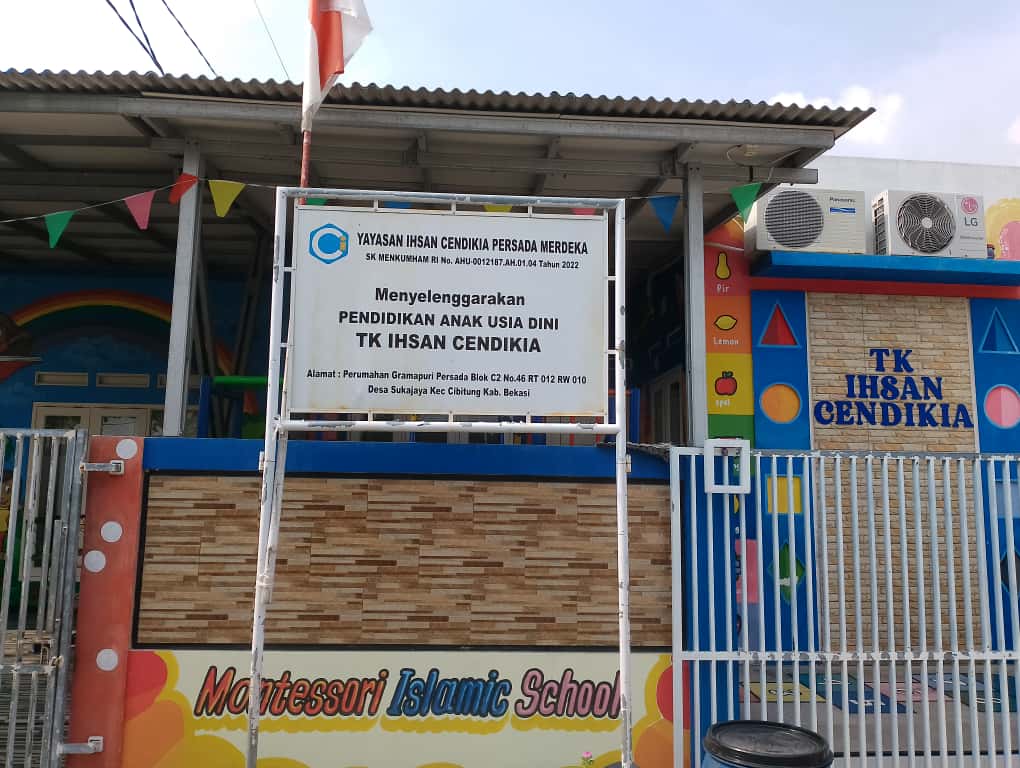 YAYASAN IHSAN CENDIKIA PERSADA MERDEKA
SK MENKUMHAM RI No. AHU-0012187.AH.01.04 Tahun 2022
Menyelenggarakan
PENDIDIKAN ANAK USIA DINI
TK IHSAN CENDIKIA
Alamat : Perumahan Gramapuri Persada Blok C2 No.46 RT 012 RW 010
Desa Sukajaya Kec Cibitung Kab. Bekasi
Panasonic
LG
Pir
Lemon
apel
TK
IHSAN
CENDIKIA
Montessori Islamic School